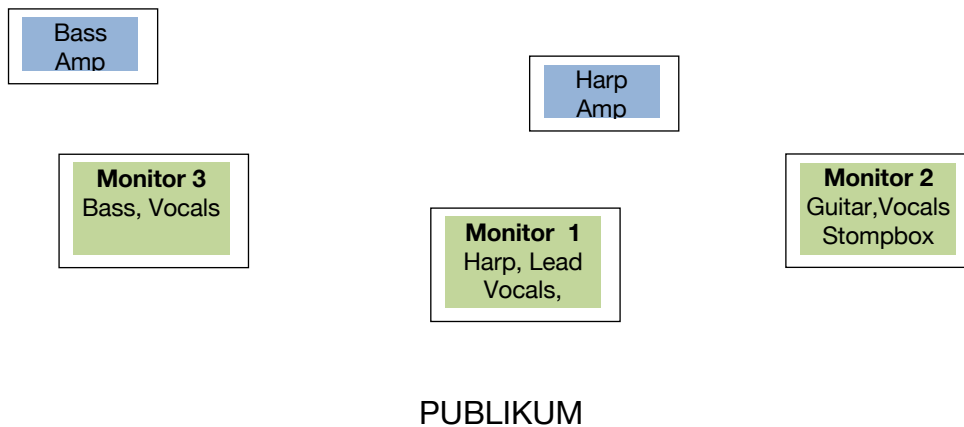 Bass
Amp
Harp
Amp
Monitor 3
Bass, Vocals
Monitor 1
Harp, Lead
Vocals,
Monitor 2
Guitar,Vocals
Stompbox
PUBLIKUM